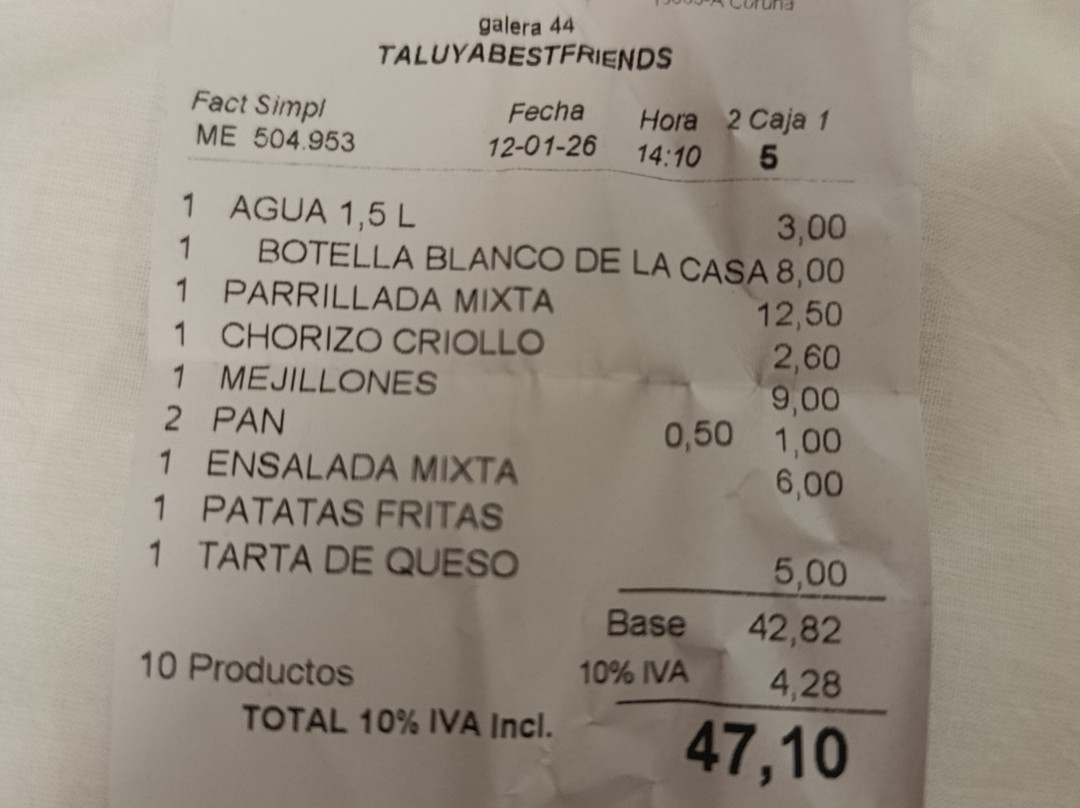 A Coruña
galera 44
TALUYABESTFRIENDS
Fact Simpl Fecha Hora 2 Caja 1
ME 504.953 12-01-26 14:10 5
1 AGUA 1,5 L 3,00
1 BOTELLA BLANCO DE LA CASA 8,00
1 PARRILLADA MIXTA 12,50
1 CHORIZO CRIOLLO 2,60
1 MEJILLONES 9,00
2 PAN 0,50 1,00
1 ENSALADA MIXTA 6,00
1 PATATAS FRITAS
1 TARTA DE QUESO 5,00
Base 42,82
10 Productos 10% IVA 4,28
TOTAL 10% IVA Incl. 47,10